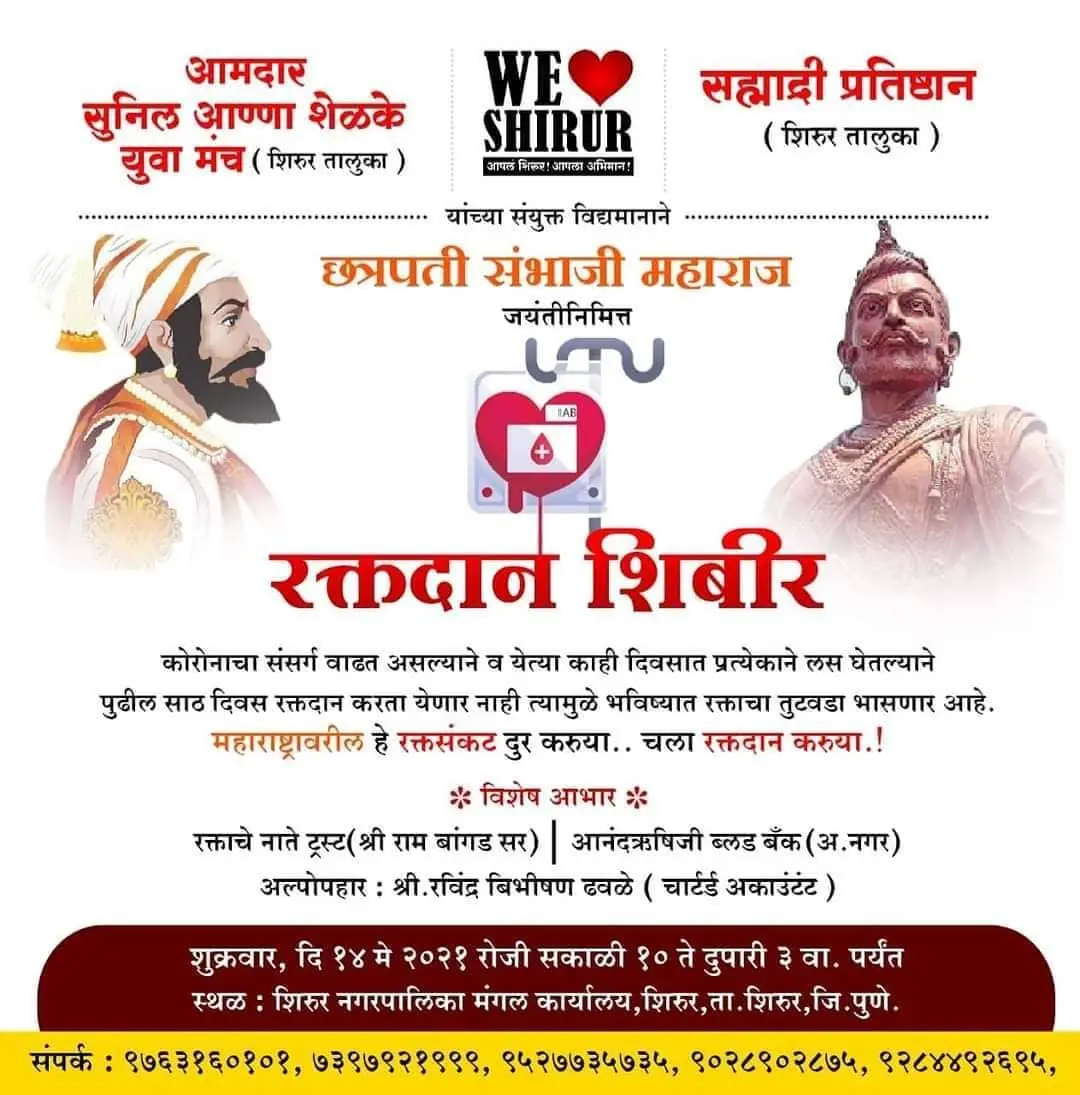 आमदार
सुनिल आण्णा शेळके
युवा मंच ( शिरुर तालुका )
WE
SHIRUR
आपलं शिरूर! आपला अभिमान!
सह्याद्री प्रतिष्ठान
( शिरुर तालुका )
यांच्या संयुक्त विद्यमानाने
छत्रपती संभाजी महाराज
जयंतीनिमित्त
AB
रक्तदान शिबीर
कोरोनाचा संसर्ग वाढत असल्याने व येत्या काही दिवसात प्रत्येकाने लस घेतल्याने
पुढील साठ दिवस रक्तदान करता येणार नाही त्यामुळे भविष्यात रक्ताचा तुटवडा भासणार आहे.
महाराष्ट्रावरील हे रक्तसंकट दुर करुया.. चला रक्तदान करुया.!
* विशेष आभार *
रक्ताचे नाते ट्रस्ट(श्री राम बांगड सर) | आनंदऋषिजी ब्लड बँक(अ.नगर)
अल्पोपहार : श्री.रविंद्र बिभीषण ढवळे ( चार्टर्ड अकाउंटंट )
शुक्रवार, दि १४ मे २०२१ रोजी सकाळी १० ते दुपारी ३ वा. पर्यंत
स्थळ : शिरुर नगरपालिका मंगल कार्यालय,शिरुर,ता.शिरुर,जि.पुणे.
संपर्क : ९७६३१६०१०१, ७३९७९२१९९९, ९५२७७३५७३५, ९०२८९०२८७५, ९२८४४९२६९५,